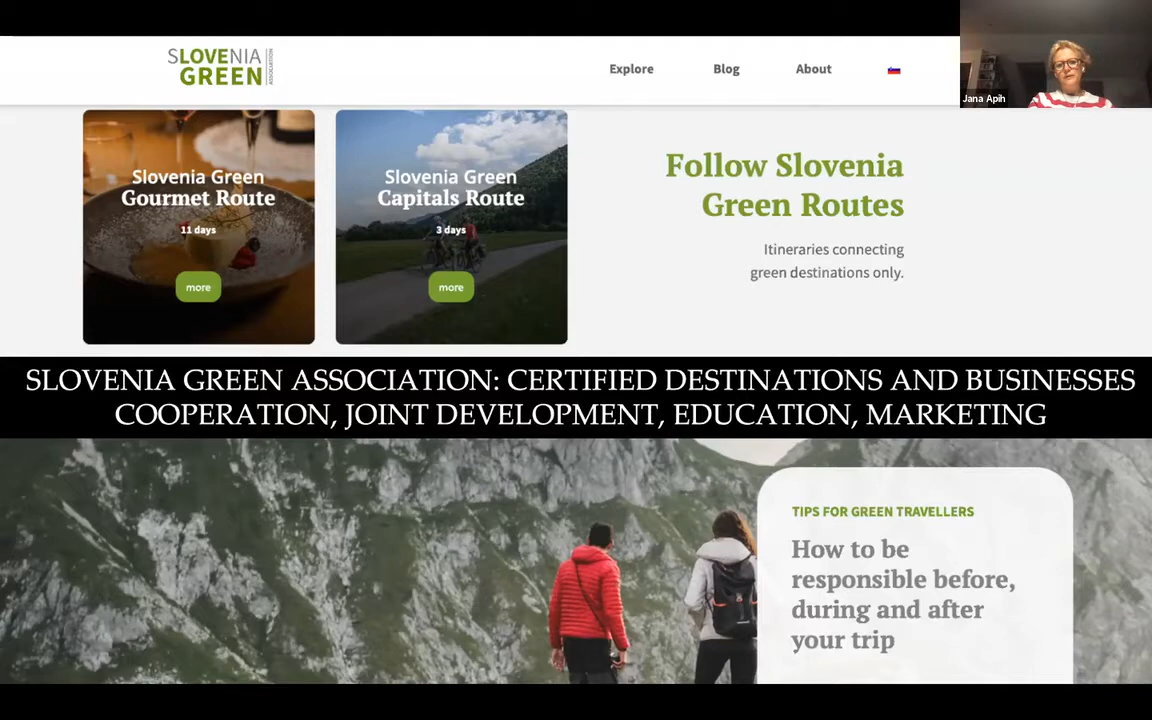 SLOVENIA
GREEN
ASSOCIATION
Explore
Blog
About
Jana Apih
Slovenia Green
Gourmet Route
11 days
more
Slovenia Green
Capitals Route
3 days
more
Follow Slovenia
Green Routes
Itineraries connecting
green destinations only.
SLOVENIA GREEN ASSOCIATION: CERTIFIED DESTINATIONS AND BUSINESSES
COOPERATION, JOINT DEVELOPMENT, EDUCATION, MARKETING
TIPS FOR GREEN TRAVELLERS
How to be
responsible before,
during and after
your trip